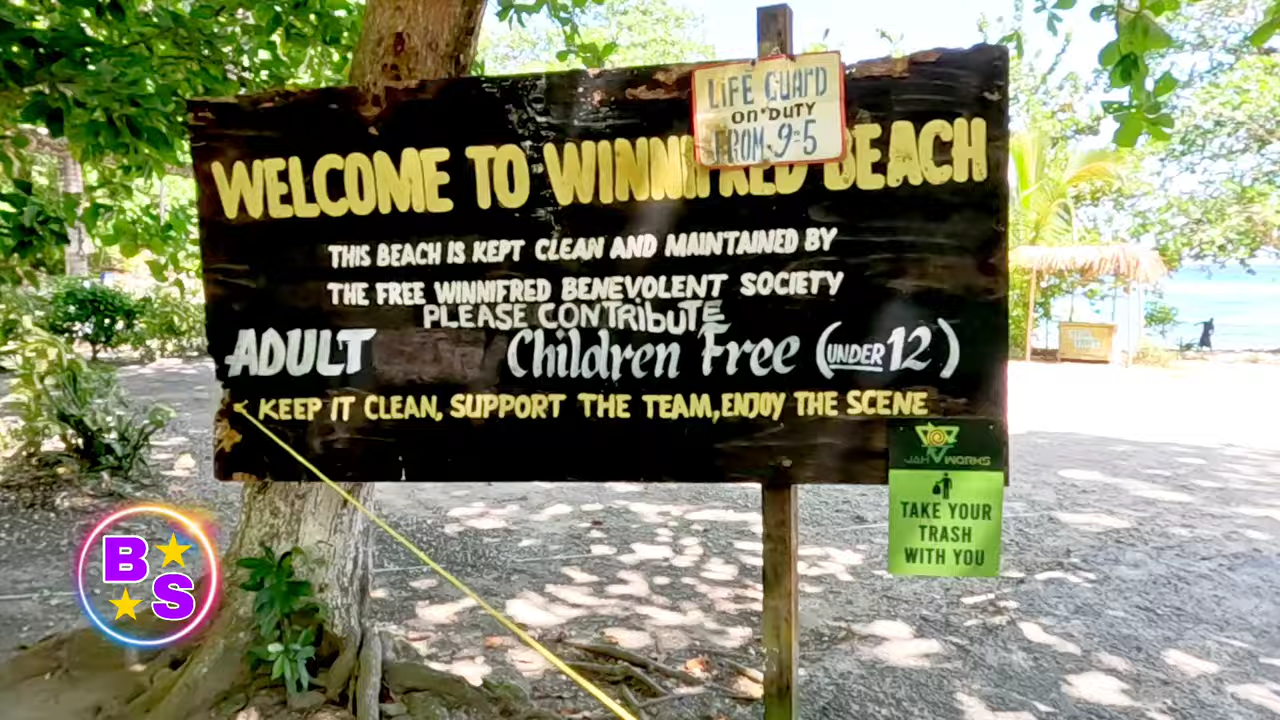 LIFE GUARD
ON DUTY
FROM 9-5
WELCOME TO WINNIFRED BEACH
THIS BEACH IS KEPT CLEAN AND MAINTAINED BY
THE FREE WINNIFRED BENEVOLENT SOCIETY
PLEASE CONTRIBUTE
ADULT Children Free (UNDER 12)
KEEP IT CLEAN, SUPPORT THE TEAM, ENJOY THE SCENE
JAH WORKS
TAKE YOUR
TRASH
WITH YOU
B
S